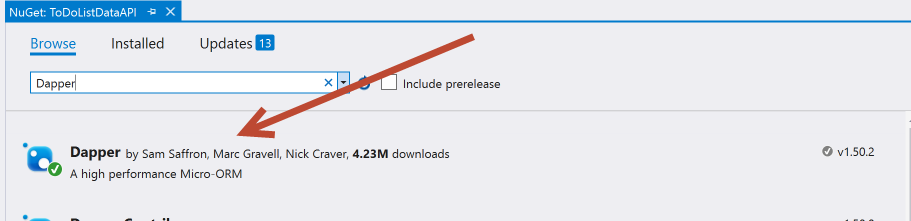 NuGet: ToDoListDataAPI
Browse Installed Updates 13
Dapper Include prerelease
Dapper by Sam Saffron, Marc Gravell, Nick Craver, 4.23M downloads v1.50.2
A high performance Micro-ORM